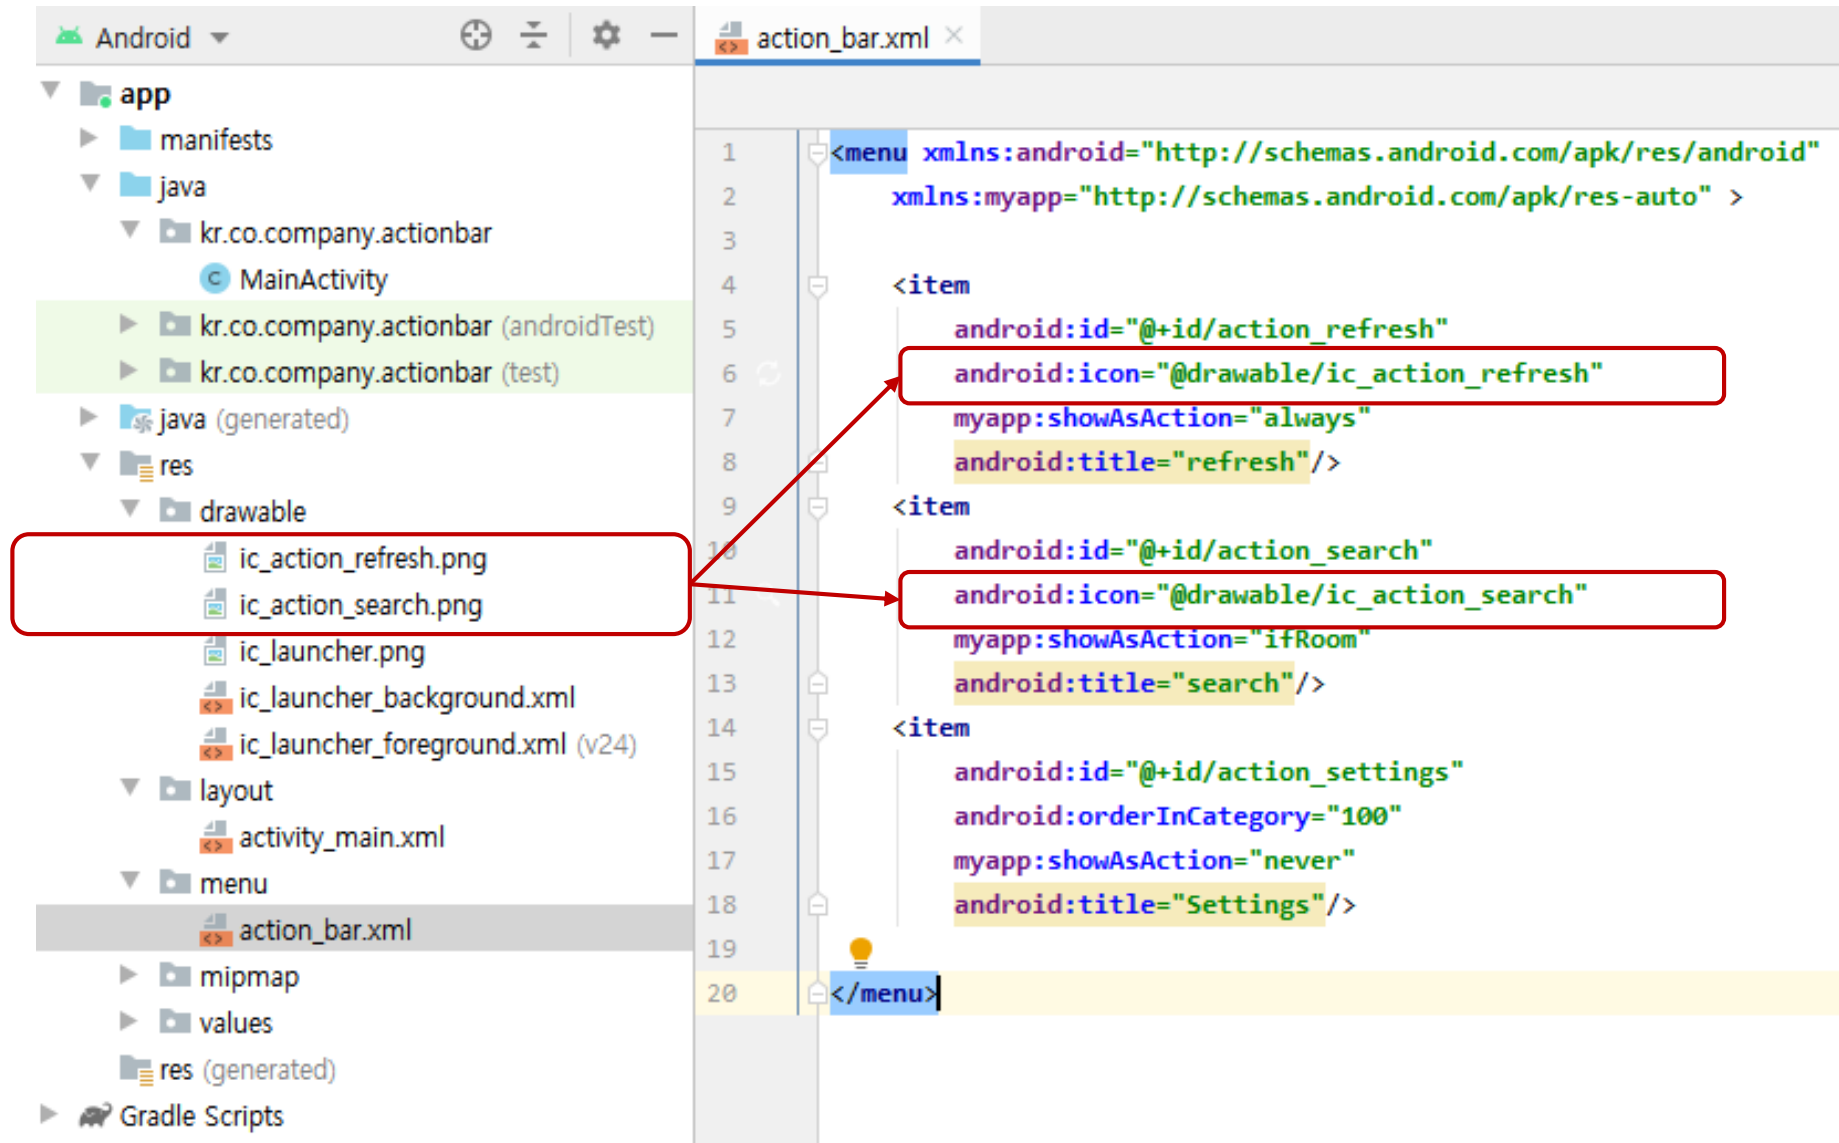 Android
app
manifests
java
kr.co.company.actionbar
MainActivity
kr.co.company.actionbar (androidTest)
kr.co.company.actionbar (test)
java (generated)
res
drawable
ic_action_refresh.png
ic_action_search.png
ic_launcher.png
ic_launcher_background.xml
ic_launcher_foreground.xml (v24)
layout
activity_main.xml
menu
action_bar.xml
mipmap
values
res (generated)
Gradle Scripts
action_bar.xml
1 <menu xmlns:android="http://schemas.android.com/apk/res/android"
2 xmlns:myapp="http://schemas.android.com/apk/res-auto" >
3
4 <item
5 android:id="@+id/action_refresh"
6 android:icon="@drawable/ic_action_refresh"
7 myapp:showAsAction="always"
8 android:title="refresh"/>
9 <item
10 android:id="@+id/action_search"
11 android:icon="@drawable/ic_action_search"
12 myapp:showAsAction="ifRoom"
13 android:title="search"/>
14 <item
15 android:id="@+id/action_settings"
16 android:orderInCategory="100"
17 myapp:showAsAction="never"
18 android:title="Settings"/>
19
20 </menu>